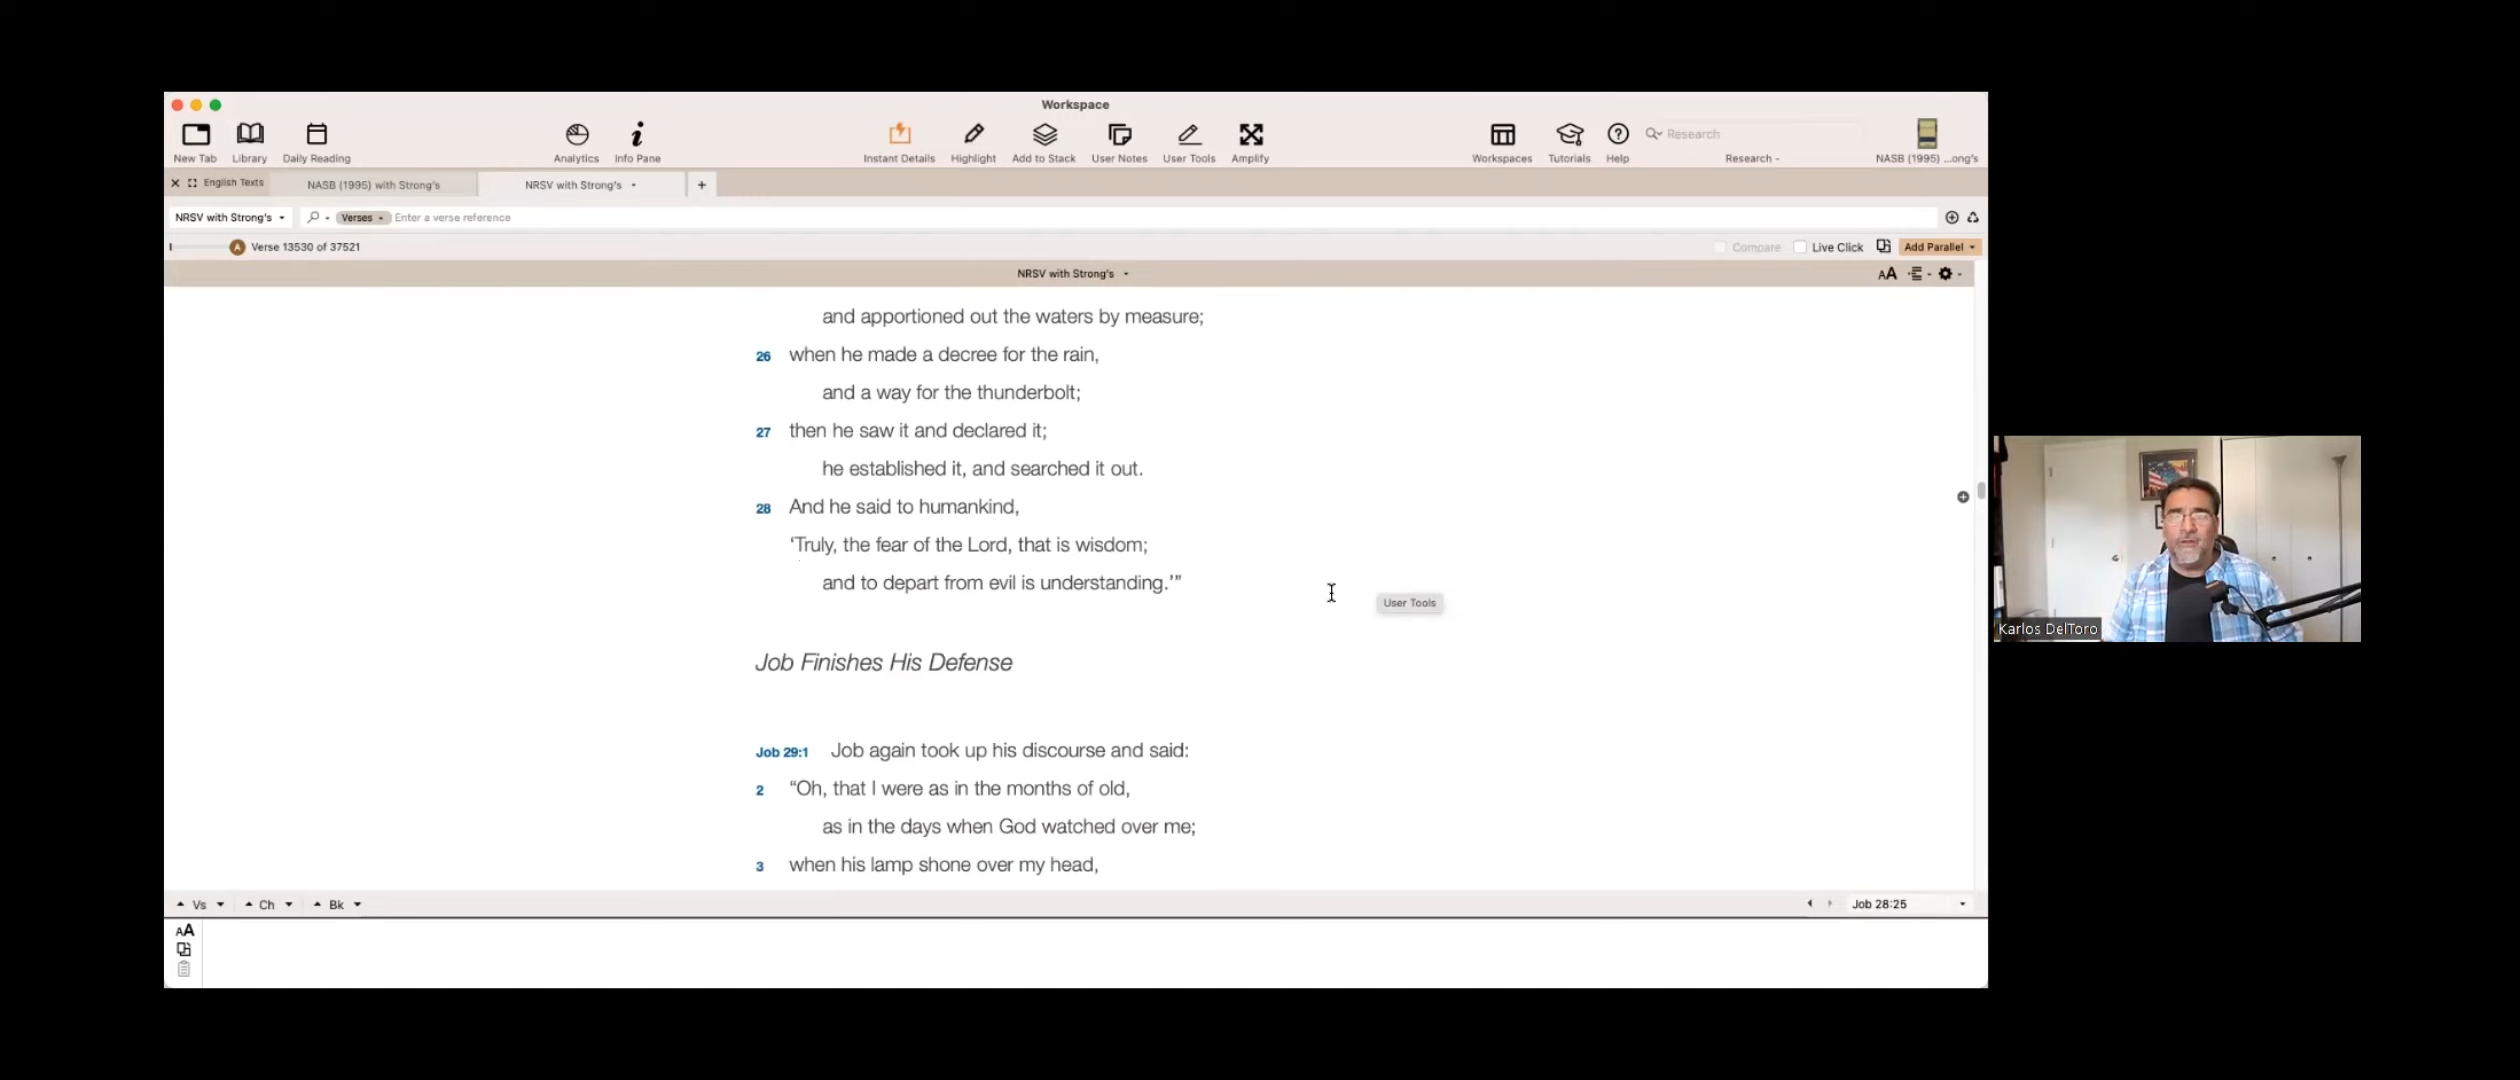 Workspace
New Tab Library Daily Reading Analytics Info Pane Instant Details Highlight Add to Stack User Notes User Tools Amplify Workspaces Tutorials Help Research
Research NASB (1995) ...ong's
English Texts NASB (1995) with Strong's NRSV with Strong's +
NRSV with Strong's Verses Enter a verse reference
A Verse 13530 of 37521 Compare Live Click Add Parallel
NRSV with Strong's AA
and apportioned out the waters by measure;
26 when he made a decree for the rain,
and a way for the thunderbolt;
27 then he saw it and declared it;
he established it, and searched it out.
28 And he said to humankind,
‘Truly, the fear of the Lord, that is wisdom;
and to depart from evil is understanding.’”
User Tools
Karlos DelToro
Job Finishes His Defense
Job 29:1 Job again took up his discourse and said:
2 “Oh, that I were as in the months of old,
as in the days when God watched over me;
3 when his lamp shone over my head,
Vs Ch Bk Job 28:25
AA